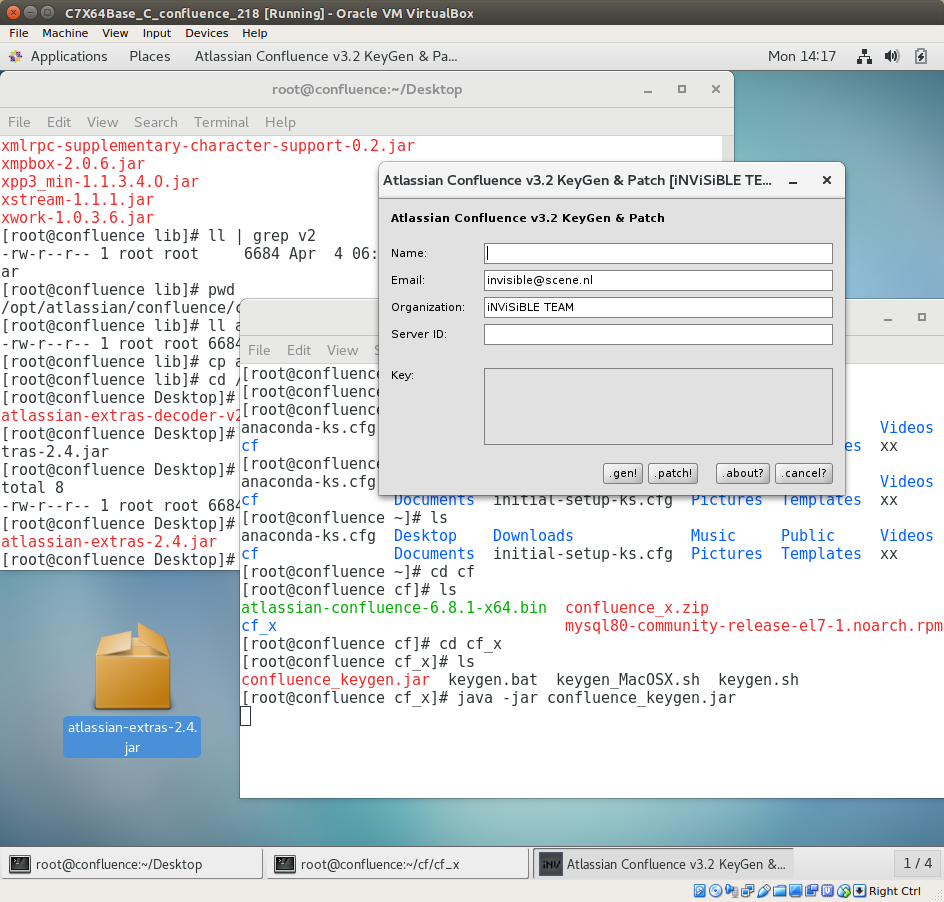 C7X64Base_C_confluence_218 [Running] - Oracle VM VirtualBox
File Machine View Input Devices Help
Applications Places Atlassian Confluence v3.2 KeyGen & Pa... Mon 14:17
root@confluence:~/Desktop
File Edit View Search Terminal Help
xmlrpc-supplementary-character-support-0.2.jar
xmpbox-2.0.6.jar
xpp3_min-1.1.3.4.O.jar
xstream-1.1.1.jar
xwork-1.0.3.6.jar
[root@confluence lib]# ll | grep v2
-rw-r--r-- 1 root root 6684 Apr 4 06:
ar
[root@confluence lib]# pwd
/opt/atlassian/confluence/c
[root@confluence lib]# ll a
-rw-r--r-- 1 root root 6684
[root@confluence lib]# cp a
[root@confluence lib]# cd /
[root@confluence Desktop]#
atlassian-extras-decoder-v2
[root@confluence Desktop]#
tras-2.4.jar
[root@confluence Desktop]#
total 8
-rw-r--r-- 1 root root 6684
[root@confluence Desktop]#
atlassian-extras-2.4.jar
[root@confluence Desktop]#
Atlassian Confluence v3.2 KeyGen & Patch [iNViSiBLE TE...
Atlassian Confluence v3.2 KeyGen & Patch
Name:
Email: invisible@scene.nl
Organization: iNViSiBLE TEAM
Server ID:
Key:
.gen! .patch! .about? .cancel?
File Edit View S
[root@confluence
[root@confluence
[root@confluence
anaconda-ks.cfg Videos
cf es xx
[root@confluence
anaconda-ks.cfg Videos
cf Documents initial-setup-ks.cfg Pictures Templates xx
[root@confluence ~]# ls
anaconda-ks.cfg Desktop Downloads Music Public Videos
cf Documents initial-setup-ks.cfg Pictures Templates xx
[root@confluence ~]# cd cf
[root@confluence cf]# ls
atlassian-confluence-6.8.1-x64.bin confluence_x.zip
cf_x mysql80-community-release-el7-1.noarch.rpm
[root@confluence cf]# cd cf_x
[root@confluence cf_x]# ls
confluence_keygen.jar keygen.bat keygen_MacOSX.sh keygen.sh
[root@confluence cf_x]# java -jar confluence_keygen.jar
atlassian-extras-2.4.
jar
root@confluence:~/Desktop root@confluence:~/cf/cf_x iNV Atlassian Confluence v3.2 KeyGen &... 1 / 4
Right Ctrl